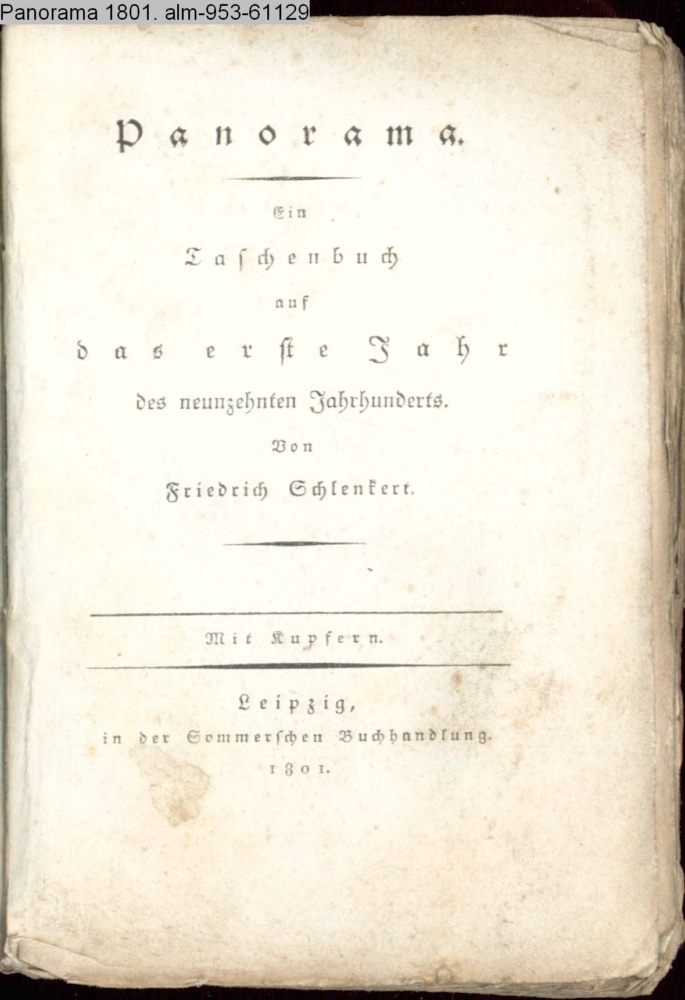 Panorama 1801. alm-953-61129
Panorama.
Ein
Taschenbuch
auf
das erste Jahr
des neunzehnten Jahrhunderts.
Von
Friedrich Schlenkert.
Mit Kupfern.
Leipzig,
in der Sommerschen Buchhandlung.
1801.